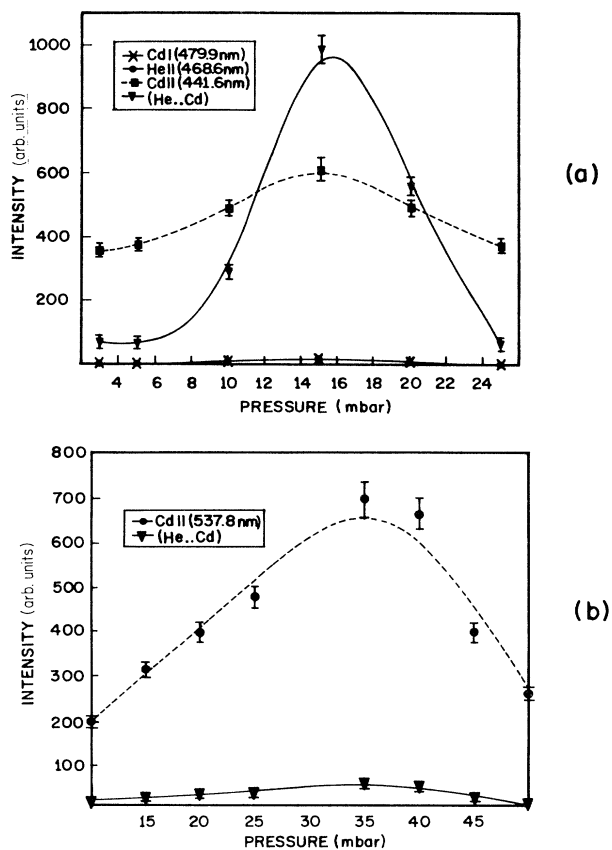 1000
800
600
400
200
INTENSITY (arb. units)
CdI (479.9nm)
HeII (468.6nm)
CdII (441.6nm)
(He..Cd)
(a)
4 6 8 10 12 14 16 18 20 22 24
PRESSURE (mbar)
800
700
600
500
400
300
200
100
INTENSITY (arb. units)
CdII (537.8nm)
(He..Cd)
(b)
15 20 25 30 35 40 45
PRESSURE (mbar)